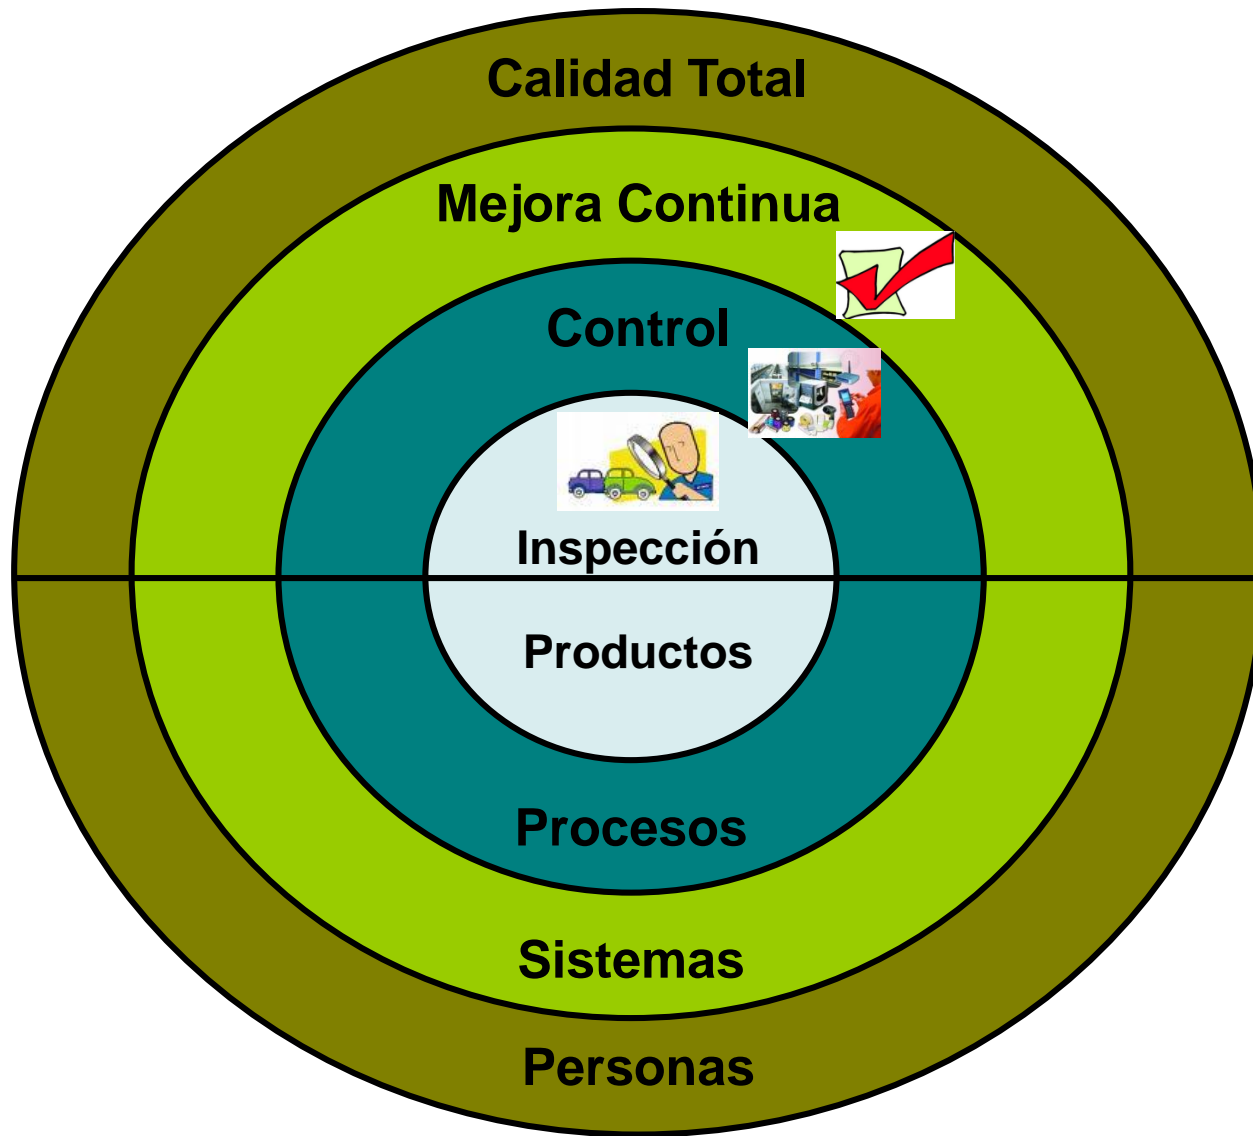 Calidad Total
Mejora Continua
Control
Inspección
Productos
Procesos
Sistemas
Personas